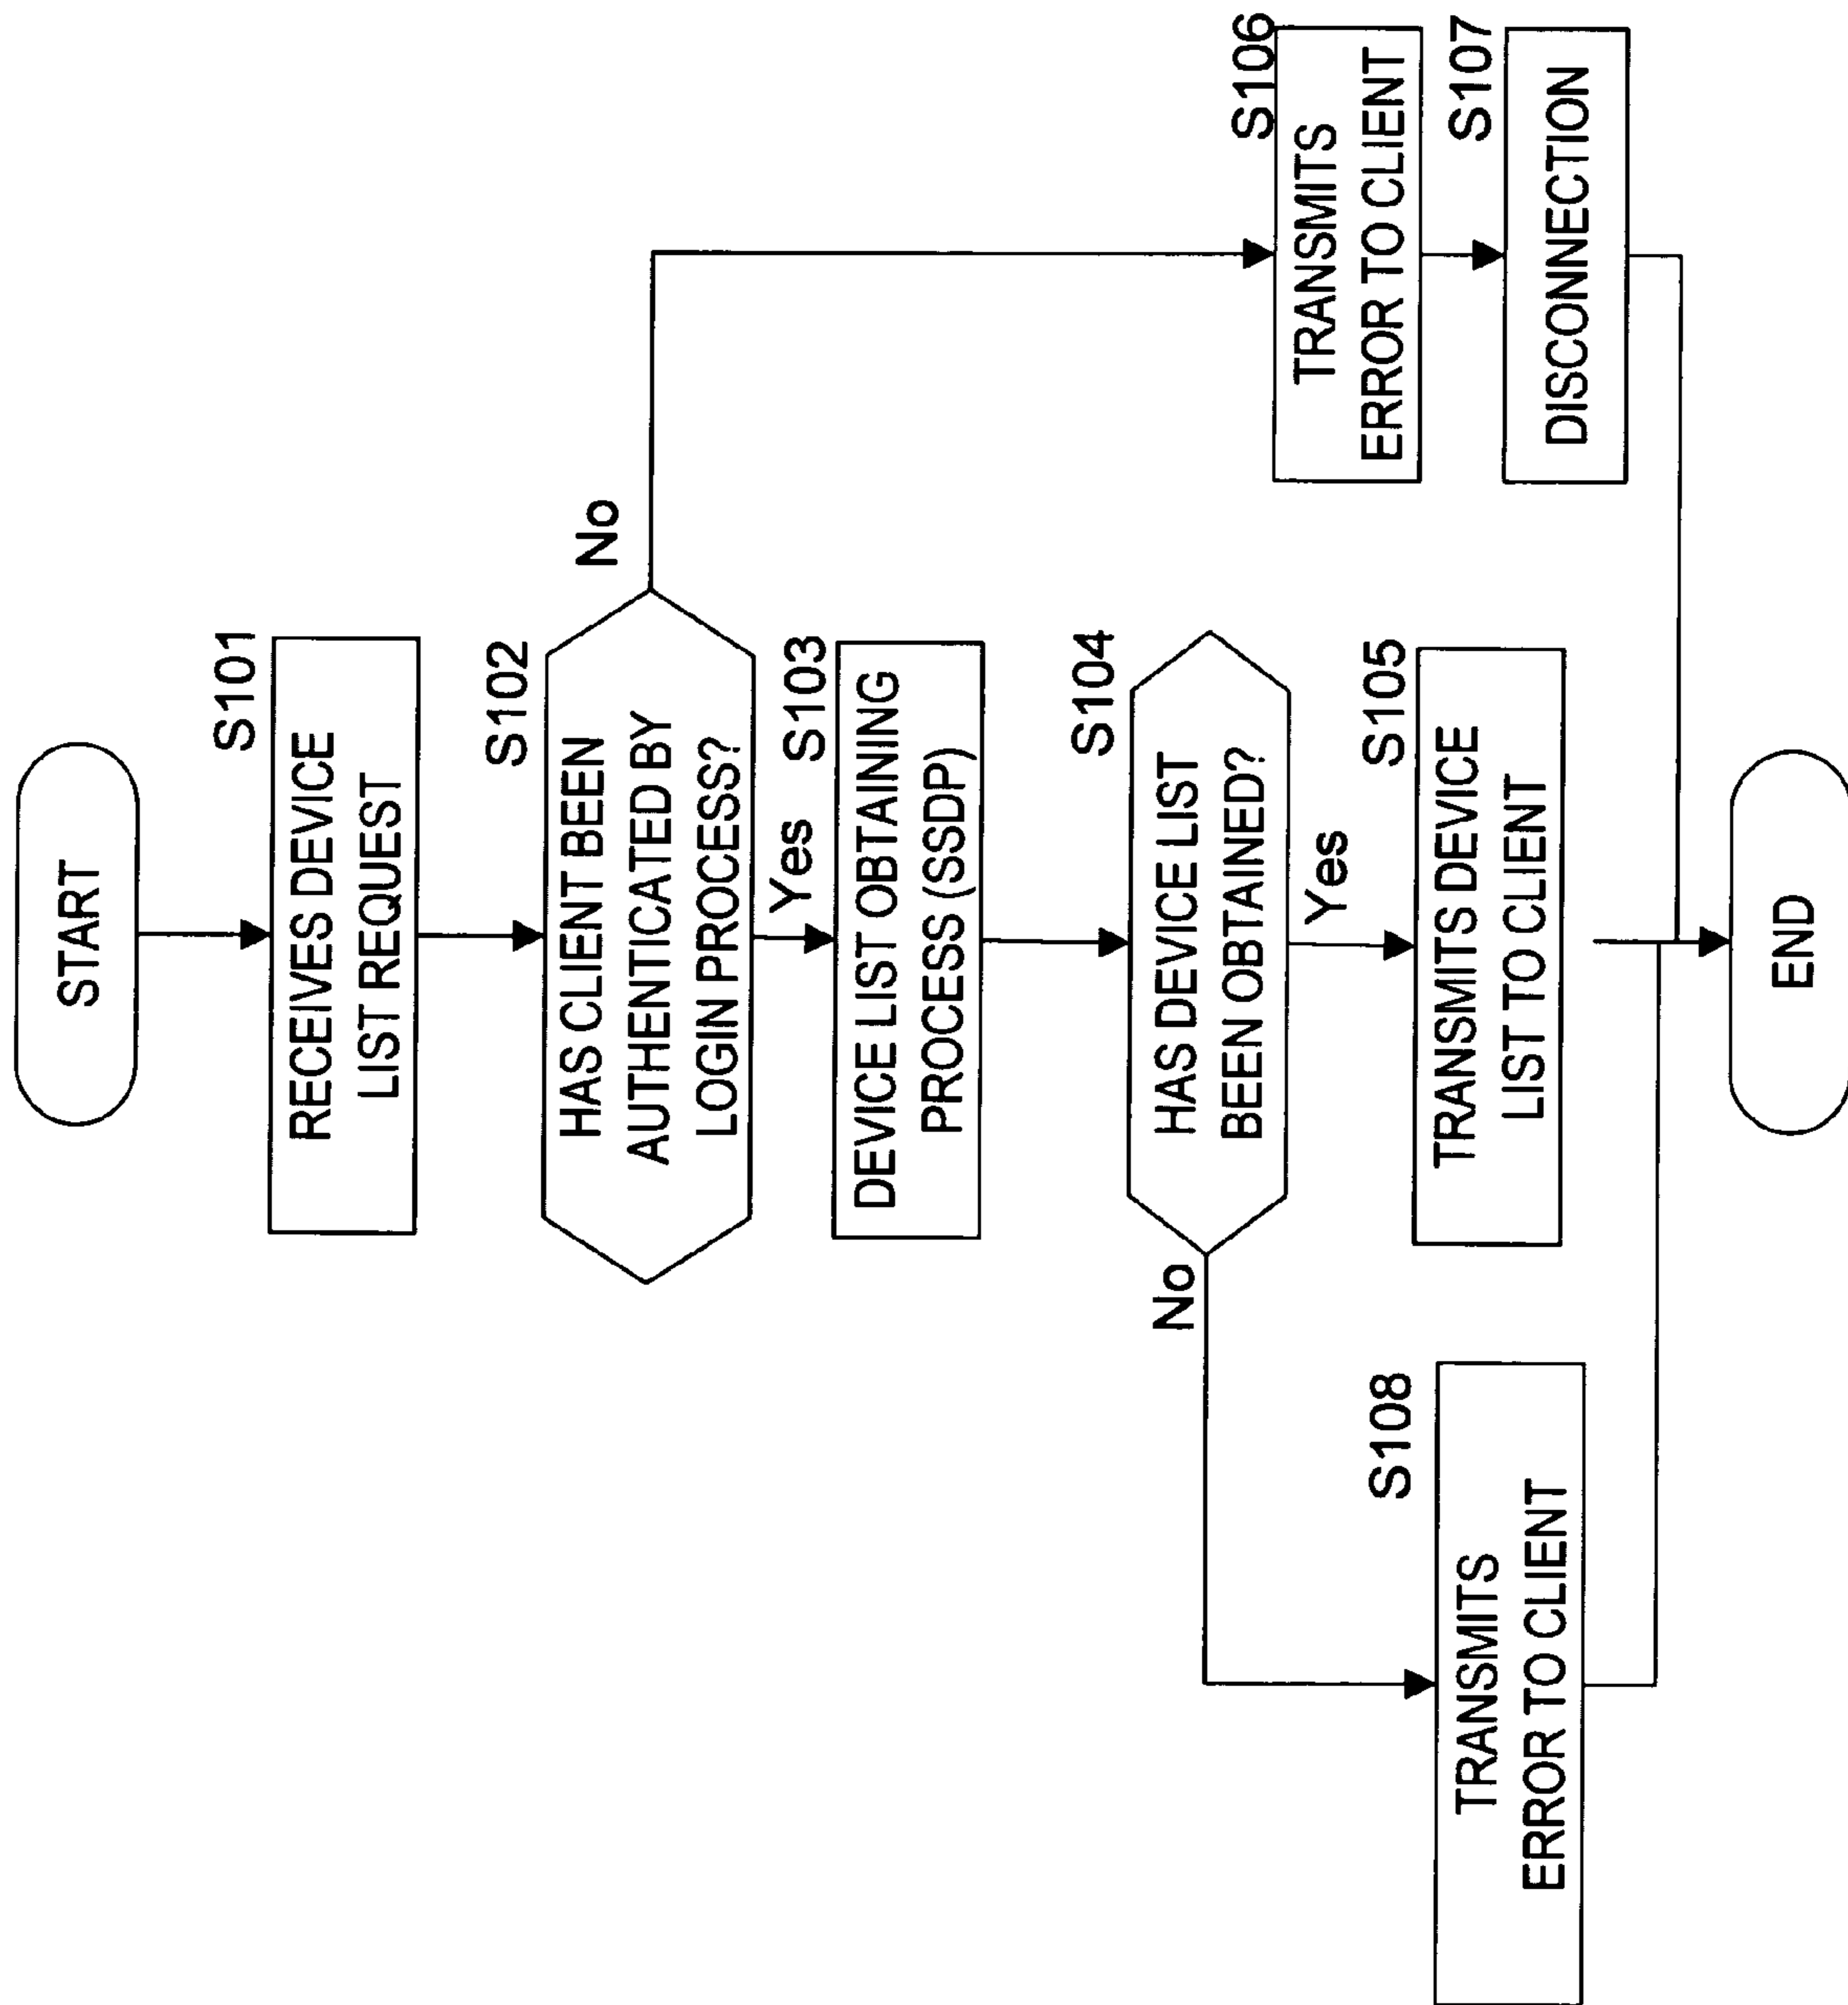 START
S101
RECEIVES DEVICE
LIST REQUEST
S102
HAS CLIENT BEEN
AUTHENTICATED BY
LOGIN PROCESS?
No
Yes
S103
DEVICE LIST OBTAINING
PROCESS (SSDP)
S104
HAS DEVICE LIST
BEEN OBTAINED?
No
Yes
S105
TRANSMITS DEVICE
LIST TO CLIENT
S106
TRANSMITS
ERROR TO CLIENT
S107
DISCONNECTION
S108
TRANSMITS
ERROR TO CLIENT
END